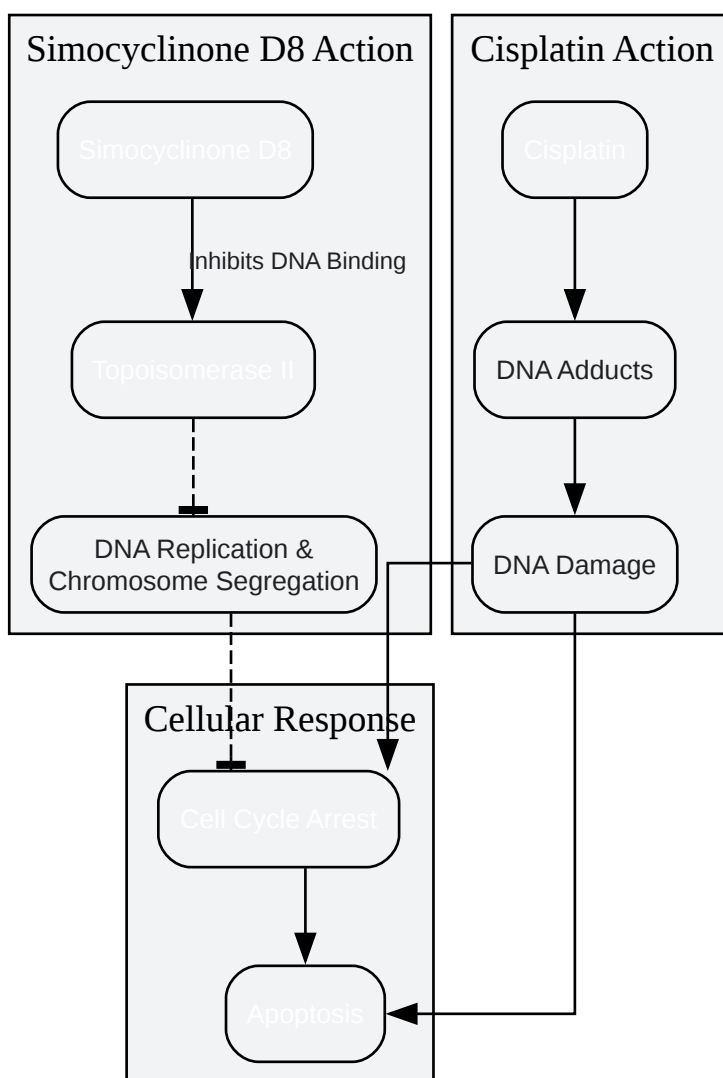 Simocyclinone D8 Action
Simocyclinone D8
Inhibits DNA Binding
Topoisomerase II
DNA Replication &
Chromosome Segregation
Cisplatin Action
Cisplatin
DNA Adducts
DNA Damage
Cellular Response
Cell Cycle Arrest
Apoptosis